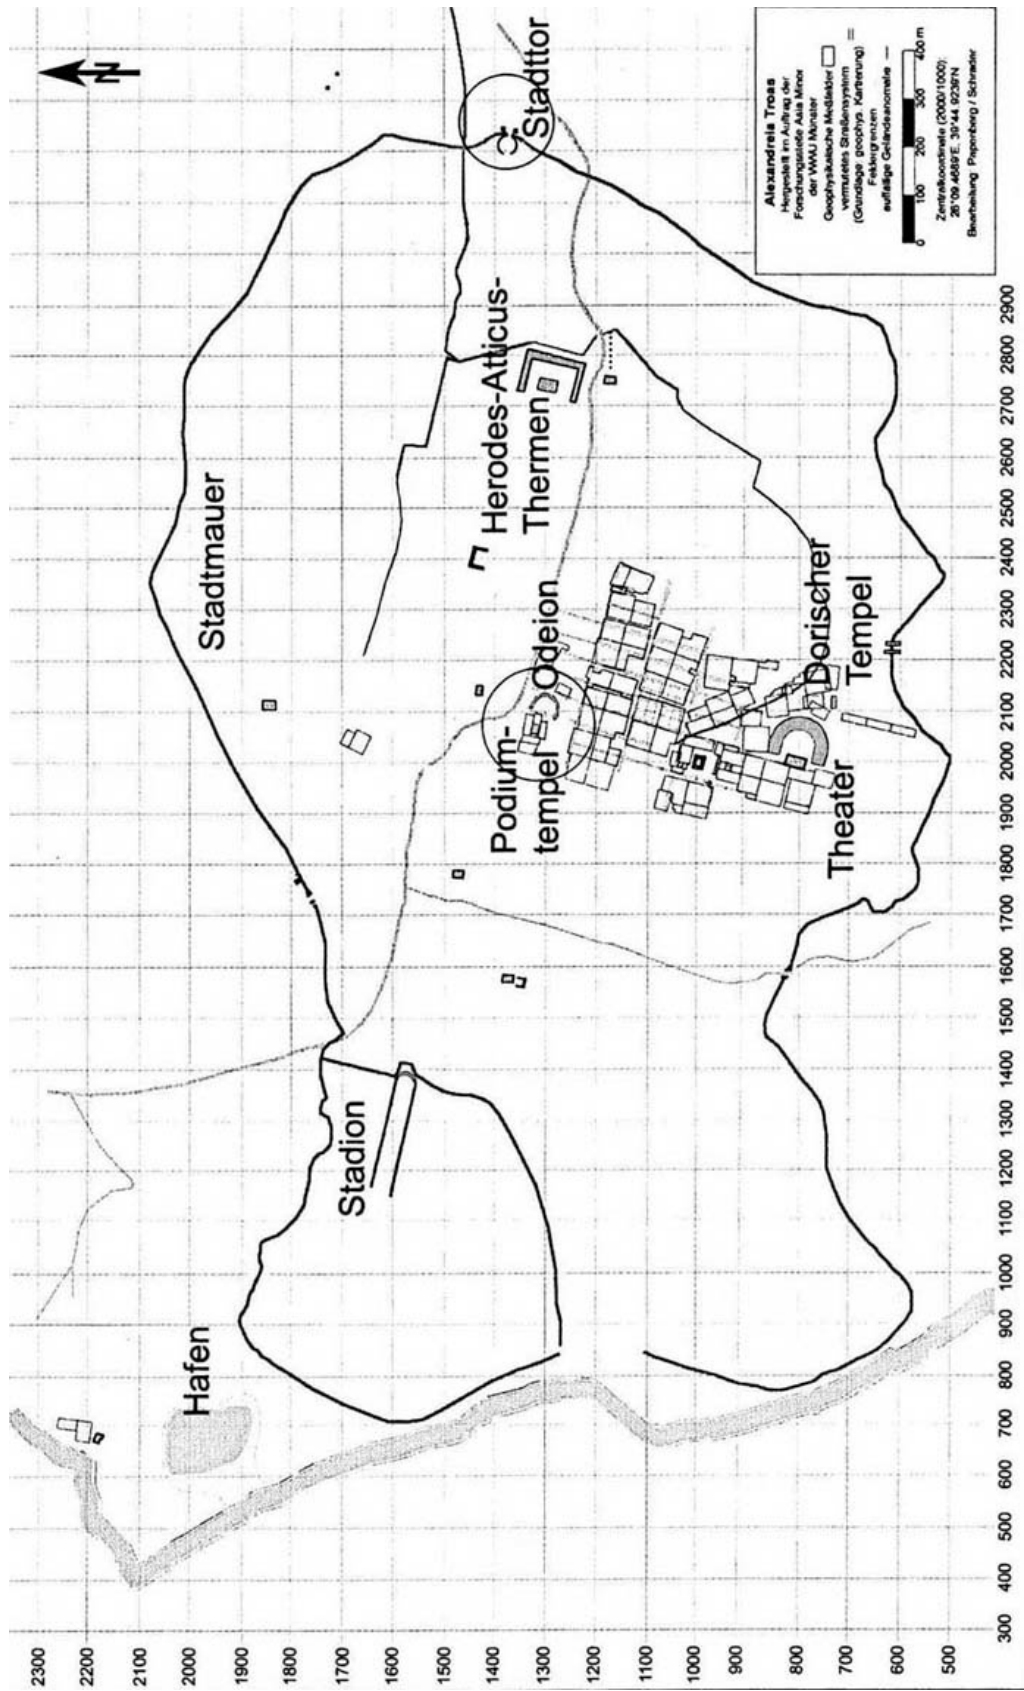 N
Stadttor
Stadtmauer
Herodes-Atticus-
Thermen
Odeion
Podium-
tempel
Dorischer
Tempel
Theater
Stadion
Hafen
Alexandreia Troas
Hergestellt im Auftrag der
Forschungsstelle Asia Minor
der WWU Münster
Geophysikalische Meßfelder
vermutetes Straßensystem
(Grundlage: geophys. Kartierung)
Feldergrenzen
auffällige Geländeanomalie
0 100 200 300 400m
Zentralkoordinate (2000/1000):
Bearbeitung: Papenberg / Schrader
2300
2200
2100
2000
1900
1800
1700
1600
1500
1400
1300
1200
1100
1000
900
800
700
600
500
300 400 500 600 700 800 900 1000 1100 1200 1300 1400 1500 1600 1700 1800 1900 2000 2100 2200 2300 2400 2500 2600 2700 2800 2900